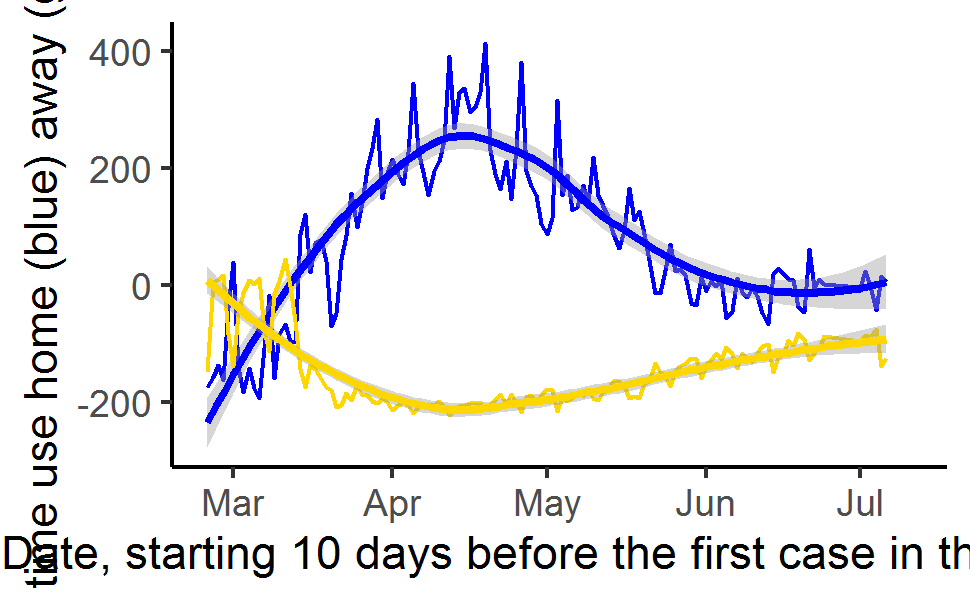 time use home (blue) away (
400
200
0
-200
Mar Apr May Jun Jul
Date, starting 10 days before the first case in th